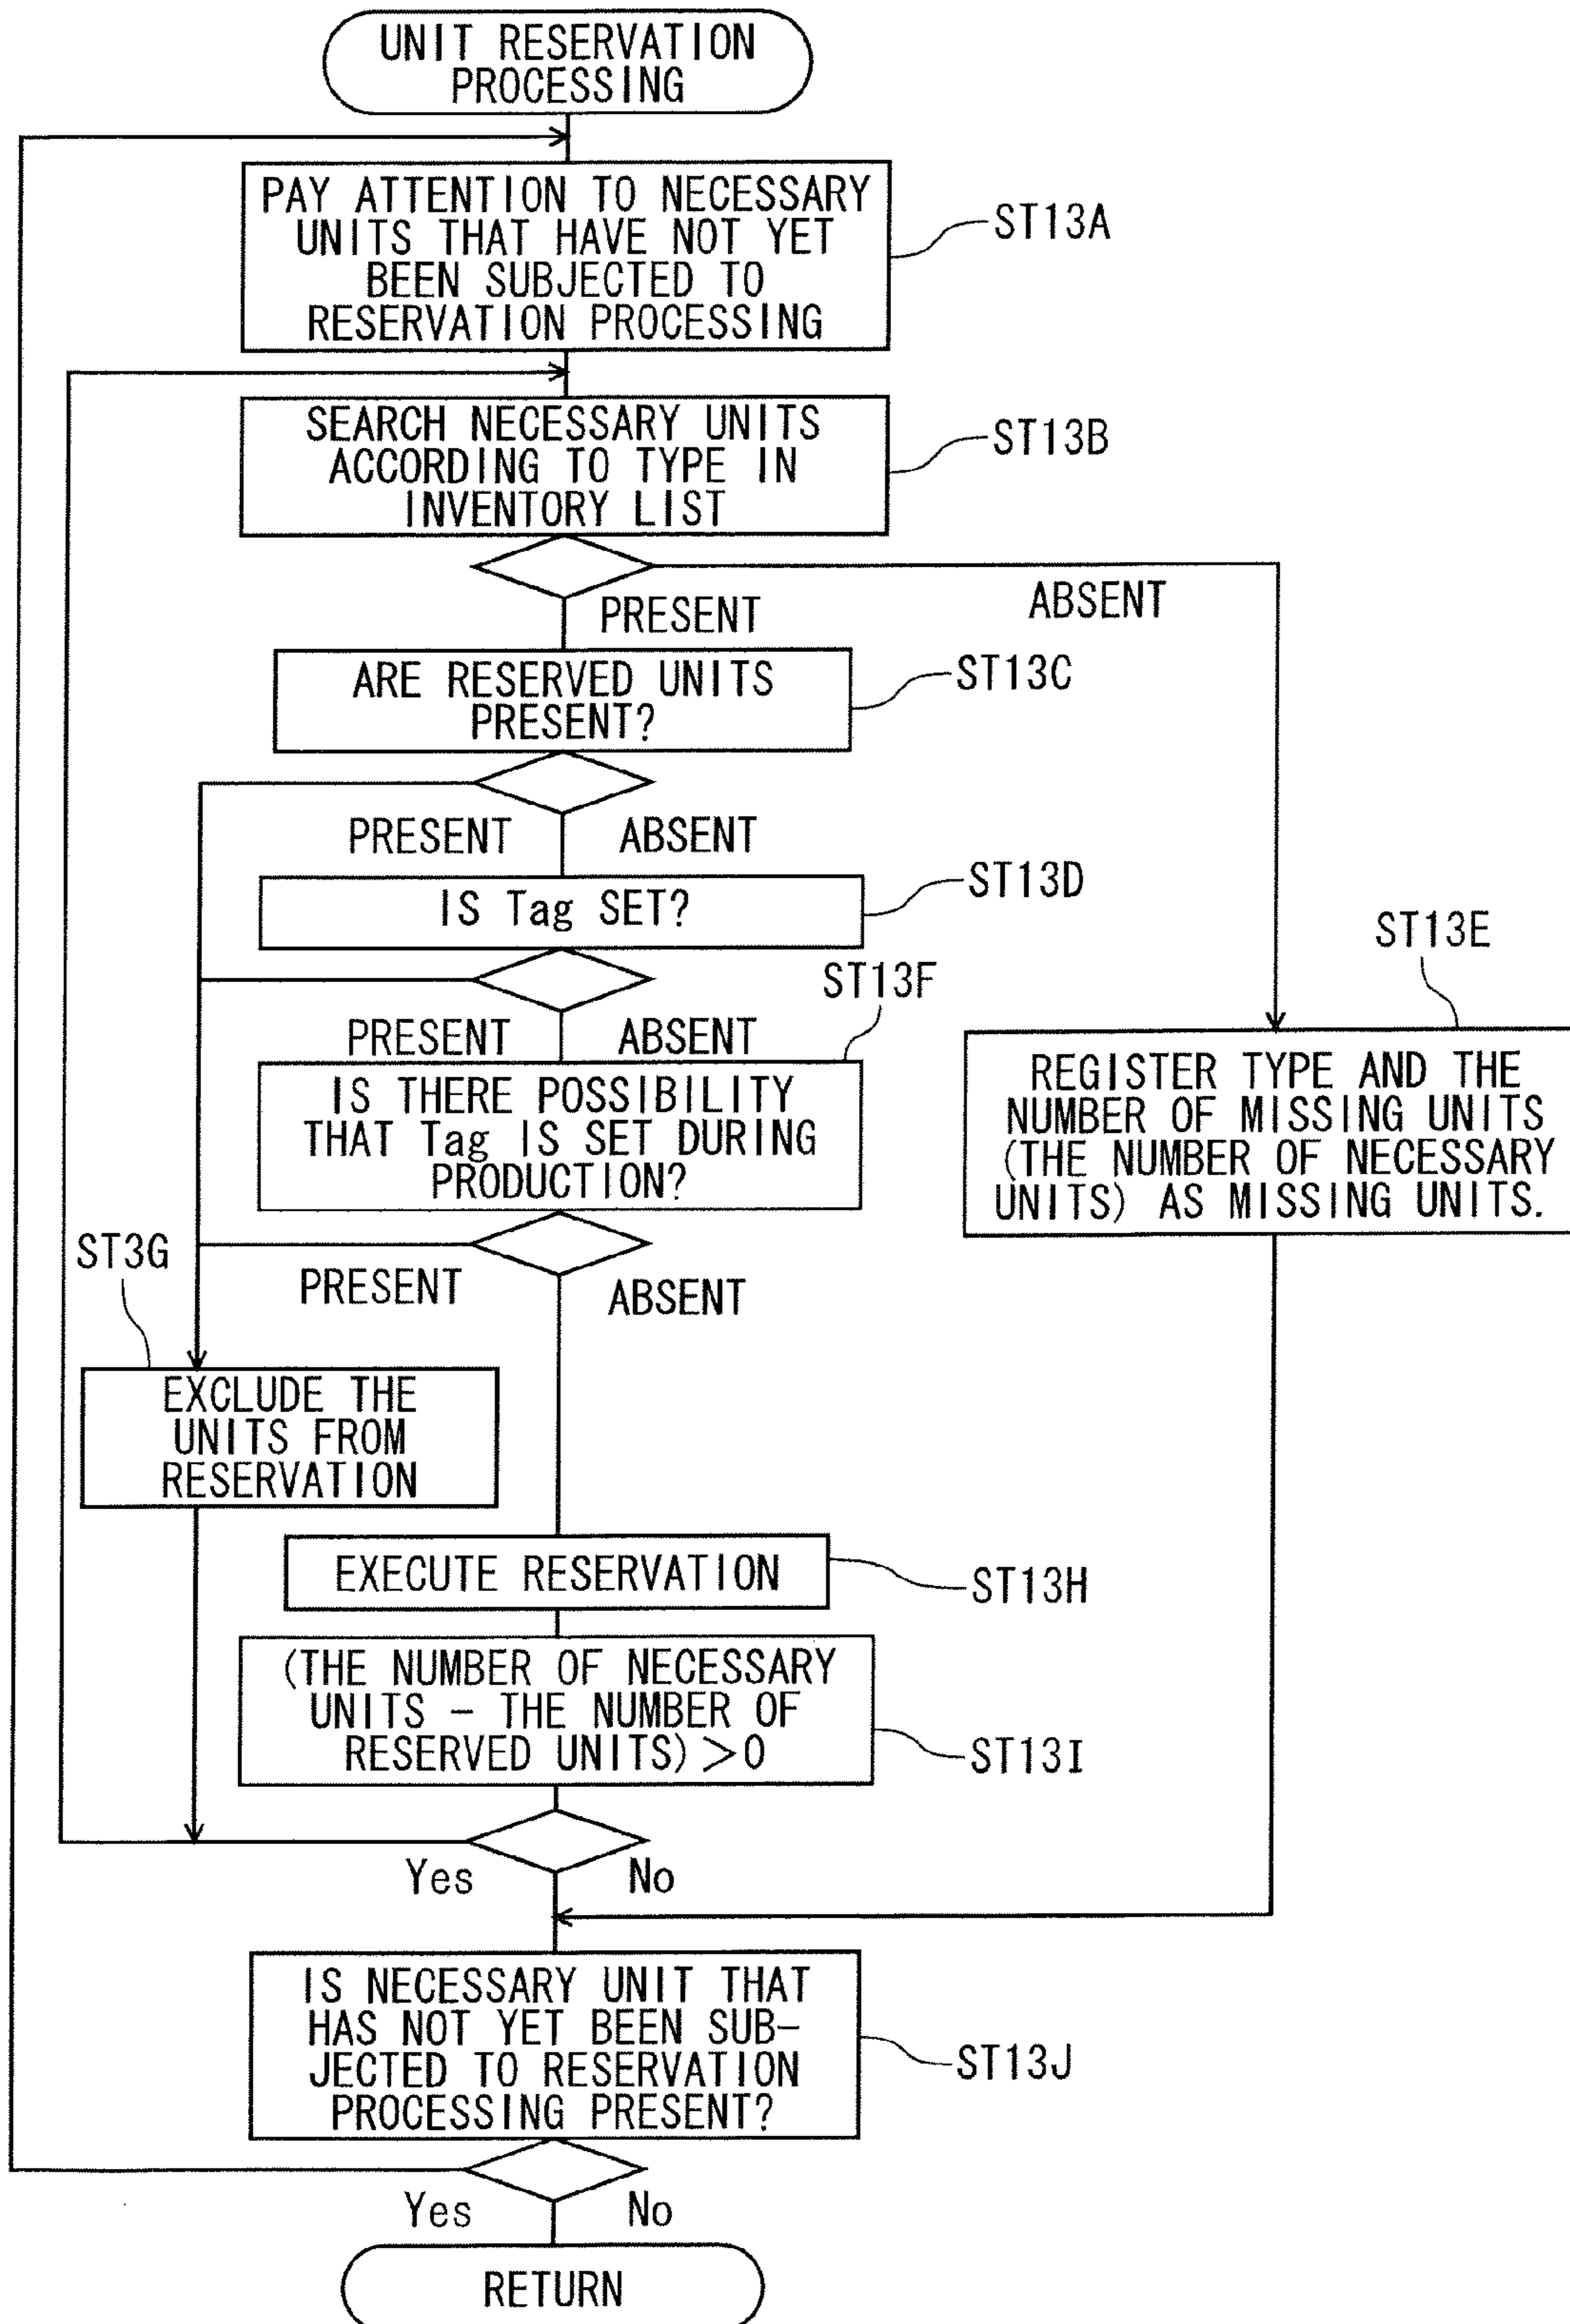 UNIT RESERVATION
PROCESSING
PAY ATTENTION TO NECESSARY
UNITS THAT HAVE NOT YET
BEEN SUBJECTED TO
RESERVATION PROCESSING
ST13A
SEARCH NECESSARY UNITS
ACCORDING TO TYPE IN
INVENTORY LIST
ST13B
PRESENT
ABSENT
ARE RESERVED UNITS
PRESENT?
ST13C
PRESENT
ABSENT
IS Tag SET?
ST13D
ST13E
ST13F
PRESENT
ABSENT
IS THERE POSSIBILITY
THAT Tag IS SET DURING
PRODUCTION?
REGISTER TYPE AND THE
NUMBER OF MISSING UNITS
(THE NUMBER OF NECESSARY
UNITS) AS MISSING UNITS.
ST3G
PRESENT
ABSENT
EXCLUDE THE
UNITS FROM
RESERVATION
EXECUTE RESERVATION
ST13H
(THE NUMBER OF NECESSARY
UNITS - THE NUMBER OF
RESERVED UNITS) >0
ST13I
Yes
No
IS NECESSARY UNIT THAT
HAS NOT YET BEEN SUB-
JECTED TO RESERVATION
PROCESSING PRESENT?
ST13J
Yes
No
RETURN